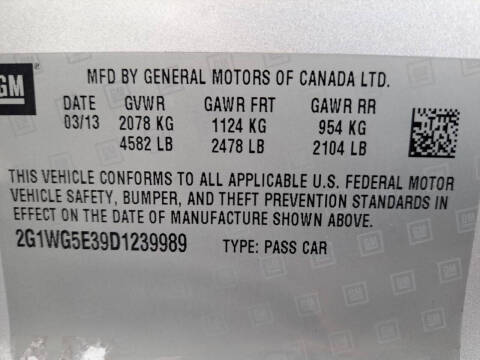 GM
MFD BY GENERAL MOTORS OF CANADA LTD.
DATE GVWR GAWR FRT GAWR RR
03/13 2078 KG 1124 KG 954 KG
4582 LB 2478 LB 2104 LB
THIS VEHICLE CONFORMS TO ALL APPLICABLE U.S. FEDERAL MOTOR
VEHICLE SAFETY, BUMPER, AND THEFT PREVENTION STANDARDS IN
EFFECT ON THE DATE OF MANUFACTURE SHOWN ABOVE.
2G1WG5E39D1239989 TYPE: PASS CAR